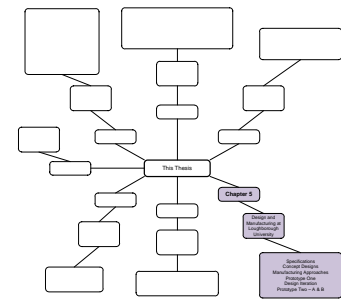 This Thesis
Chapter 5
Design and
Manufacturing at
Loughborough
University
Specifications
Concept Designs
Manufacturing Approaches
Prototype One
Design Iteration
Prototype Two – A & B